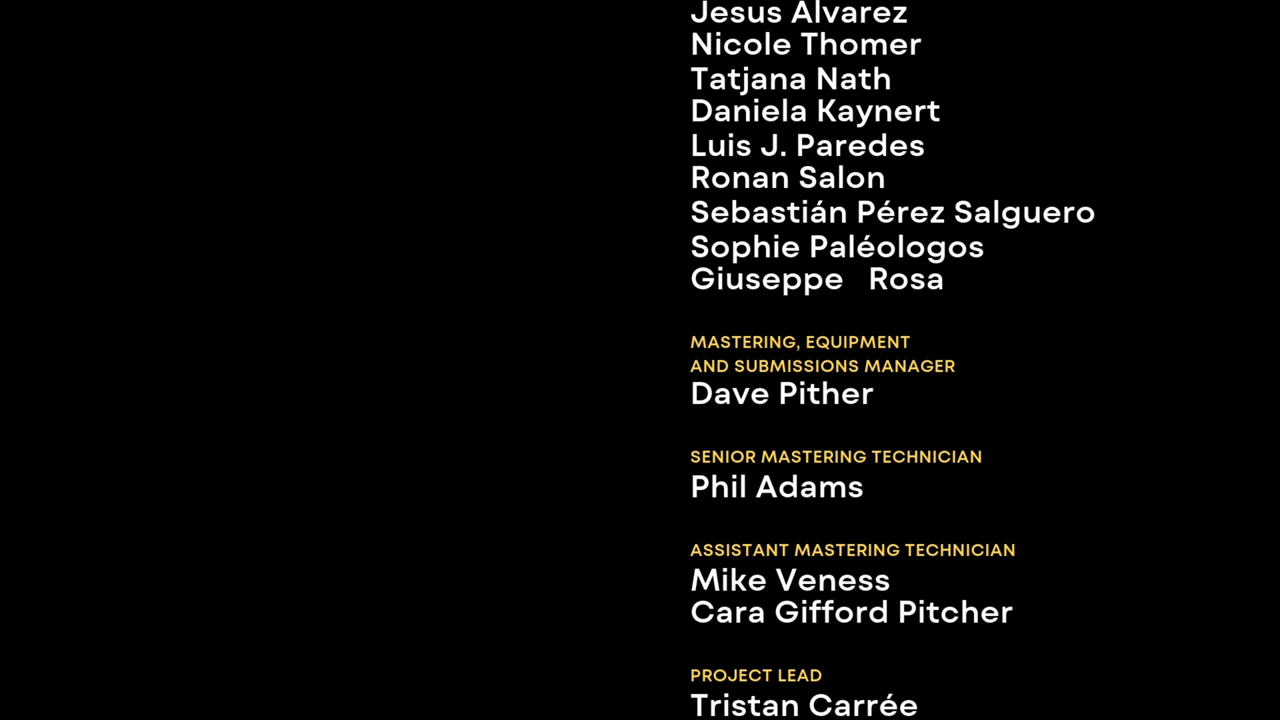 Jesus Alvarez
Nicole Thomer
Tatjana Nath
Daniela Kaynert
Luis J. Paredes
Ronan Salon
Sebastián Pérez Salguero
Sophie Paléologos
Giuseppe   Rosa
MASTERING, EQUIPMENT
AND SUBMISSIONS MANAGER
Dave Pither
SENIOR MASTERING TECHNICIAN
Phil Adams
ASSISTANT MASTERING TECHNICIAN
Mike Veness
Cara Gifford Pitcher
PROJECT LEAD
Tristan Carrée